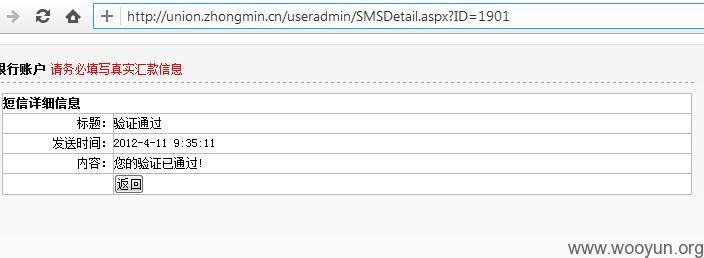 http://union.zhongmin.cn/useradmin/SMSDetail.aspx?ID=1901
银行账户 请务必填写真实汇款信息
短信详细信息
标题： 验证通过
发送时间： 2012-4-11 9:35:11
内容： 您的验证已通过!
返回
www.wooyun.org